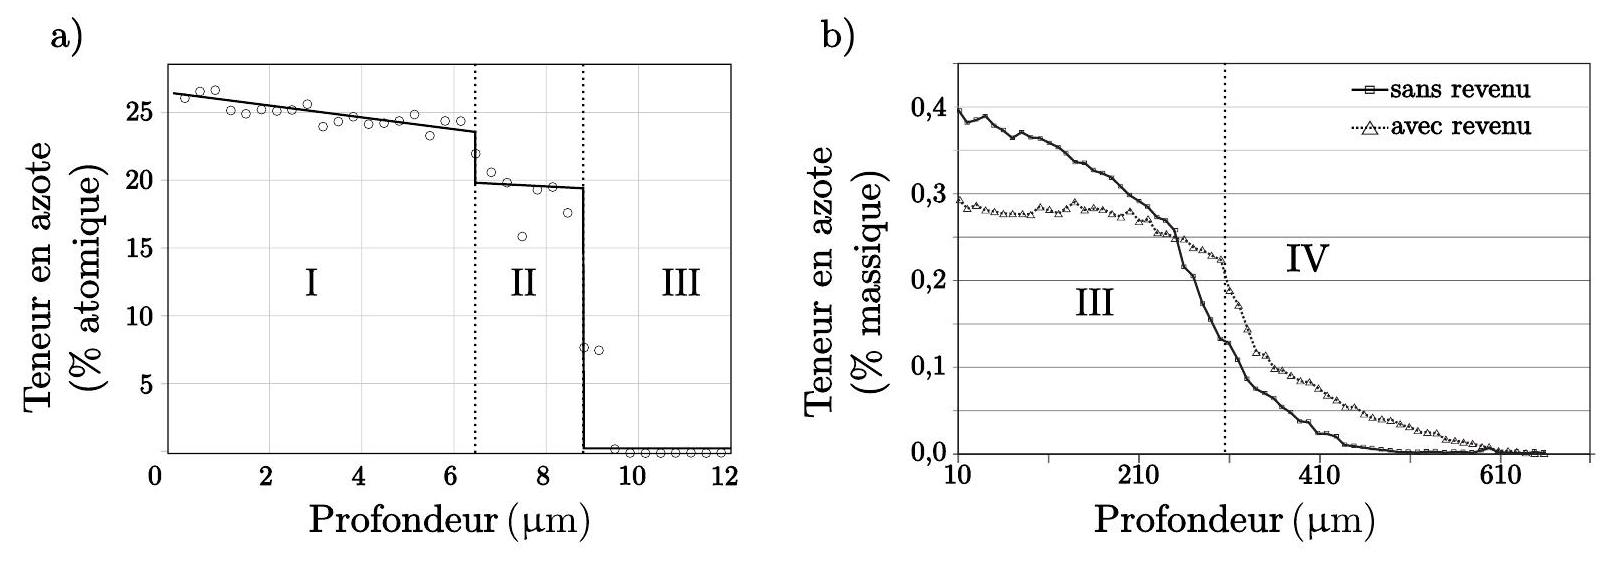 a)
Teneur en azote
(% atomique)
25
20
15
10
5
I
II
III
0
2
4
6
8
10
12
Profondeur (μm)
b)
Teneur en azote
(% massique)
0,4
0,3
0,2
0,1
0,0
sans revenu
avec revenu
III
IV
10
210
410
610
Profondeur (μm)